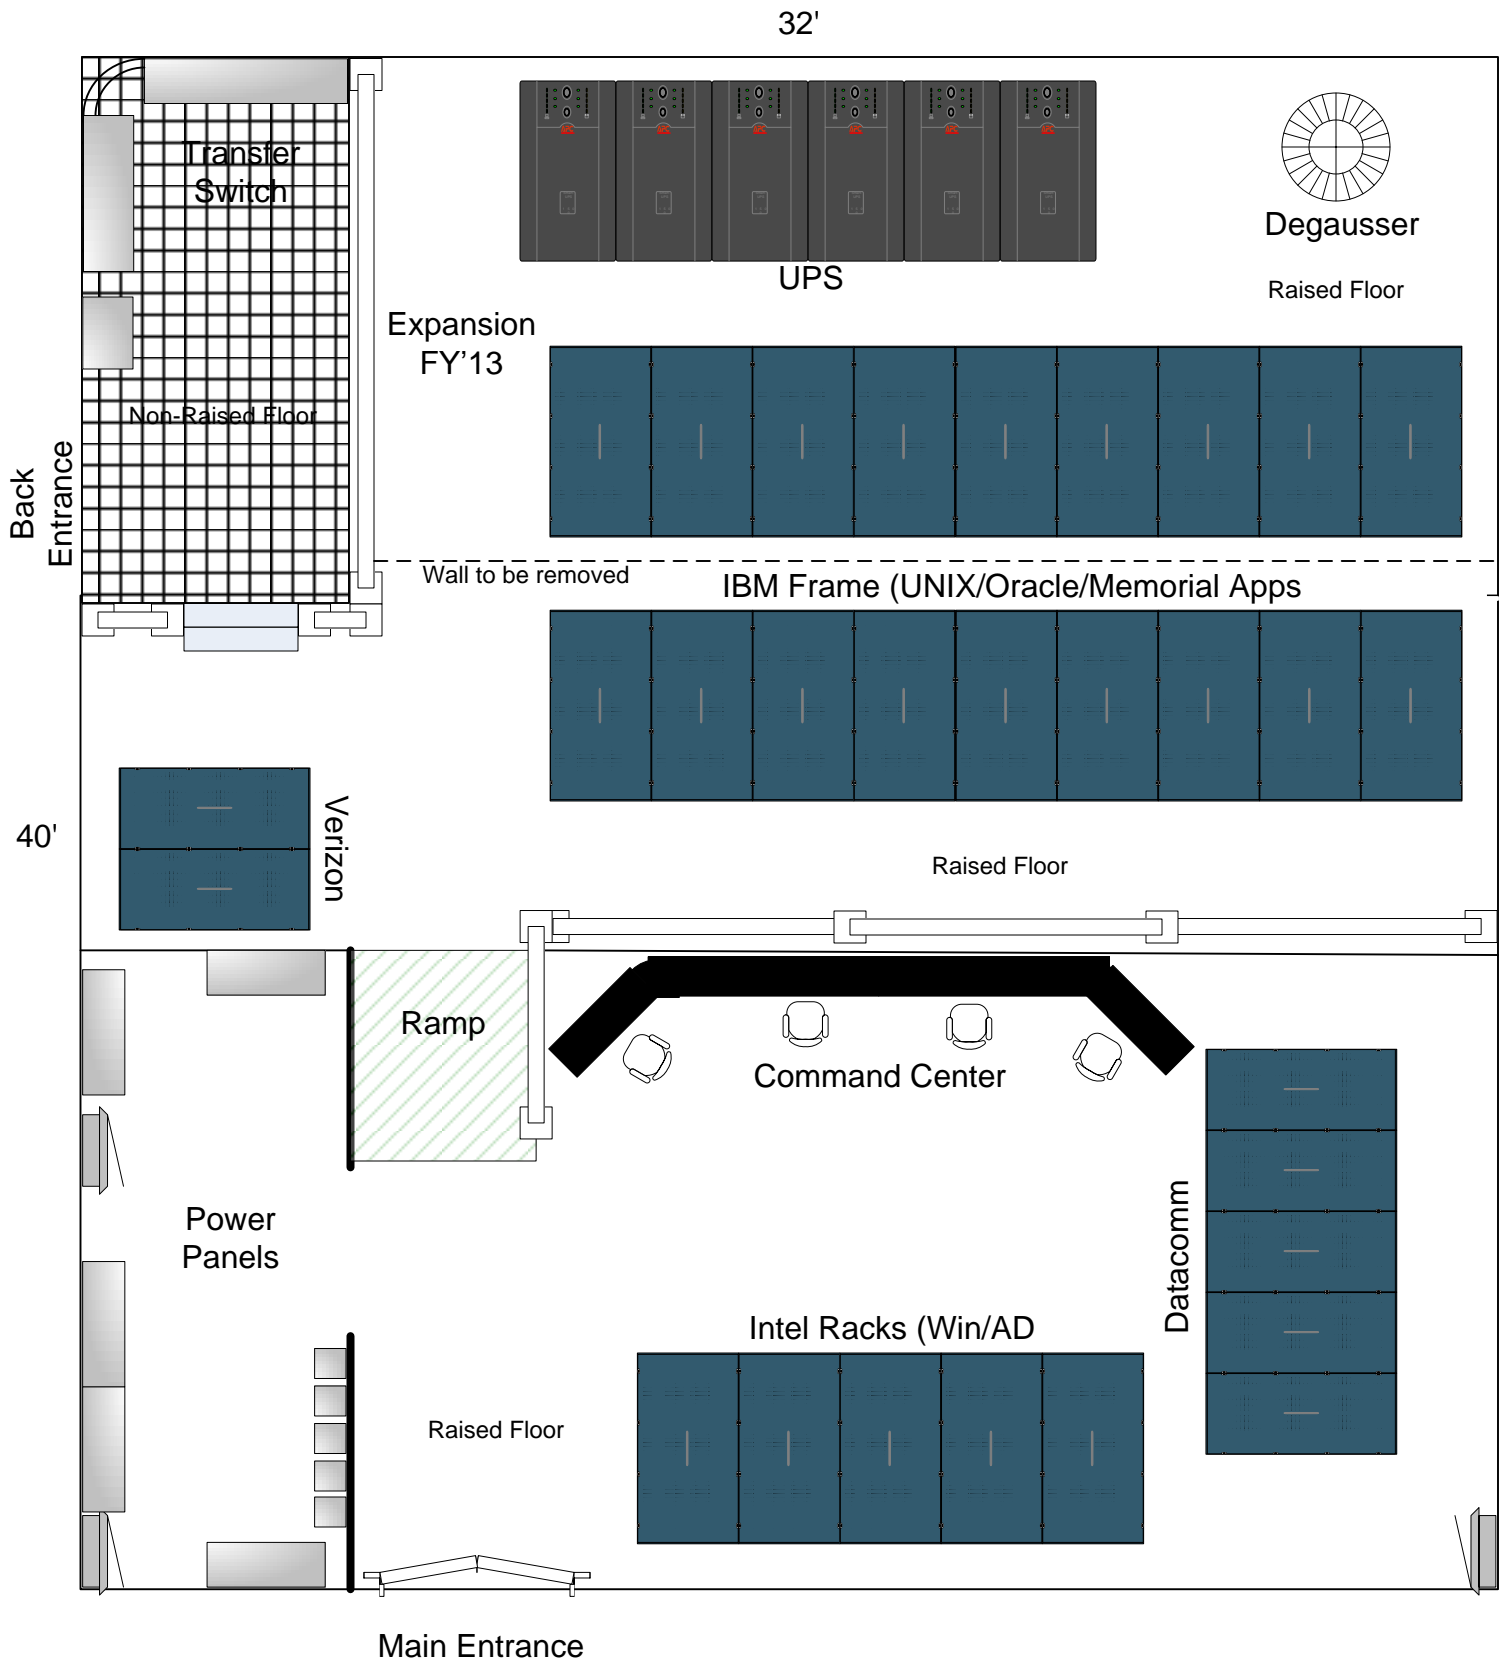 32'
Transfer
Switch
Degausser
UPS
Raised Floor
Expansion
FY’13
Non-Raised Floor
Back
Entrance
Wall to be removed
IBM Frame (UNIX/Oracle/Memorial Apps
40'
Verizon
Raised Floor
Ramp
Command Center
Power
Panels
Datacomm
Intel Racks (Win/AD
Raised Floor
Main Entrance